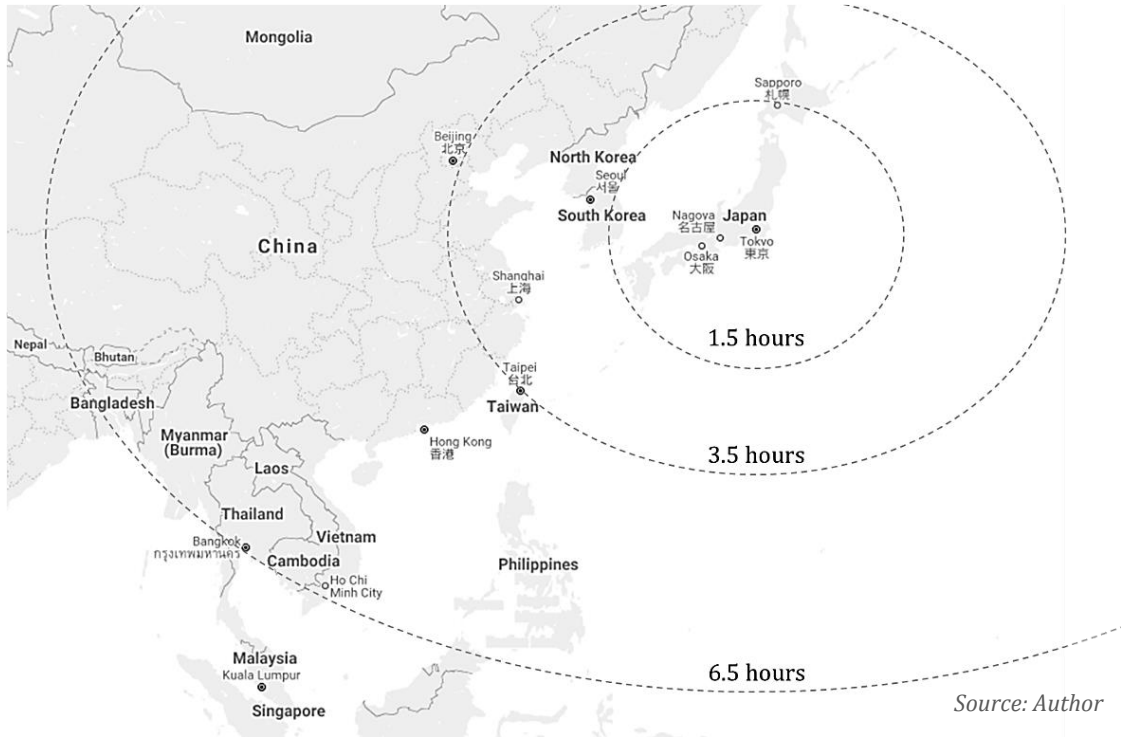 Mongolia
Sapporo
札幌
Beijing
北京
North Korea
Seoul
서울
South Korea
Nagova
名古屋
Japan
Tokvo
東京
Osaka
大阪
China
Shanghai
上海
1.5 hours
Nepal
Bhutan
Taipei
台北
Taiwan
Bangladesh
Myanmar
(Burma)
Hong Kong
香港
3.5 hours
Laos
Thailand
Vietnam
Bangkok
กรุงเทพมหานคร
Cambodia
Philippines
Ho Chi
Minh City
Malaysia
Kuala Lumpur
6.5 hours
Singapore
Source: Author